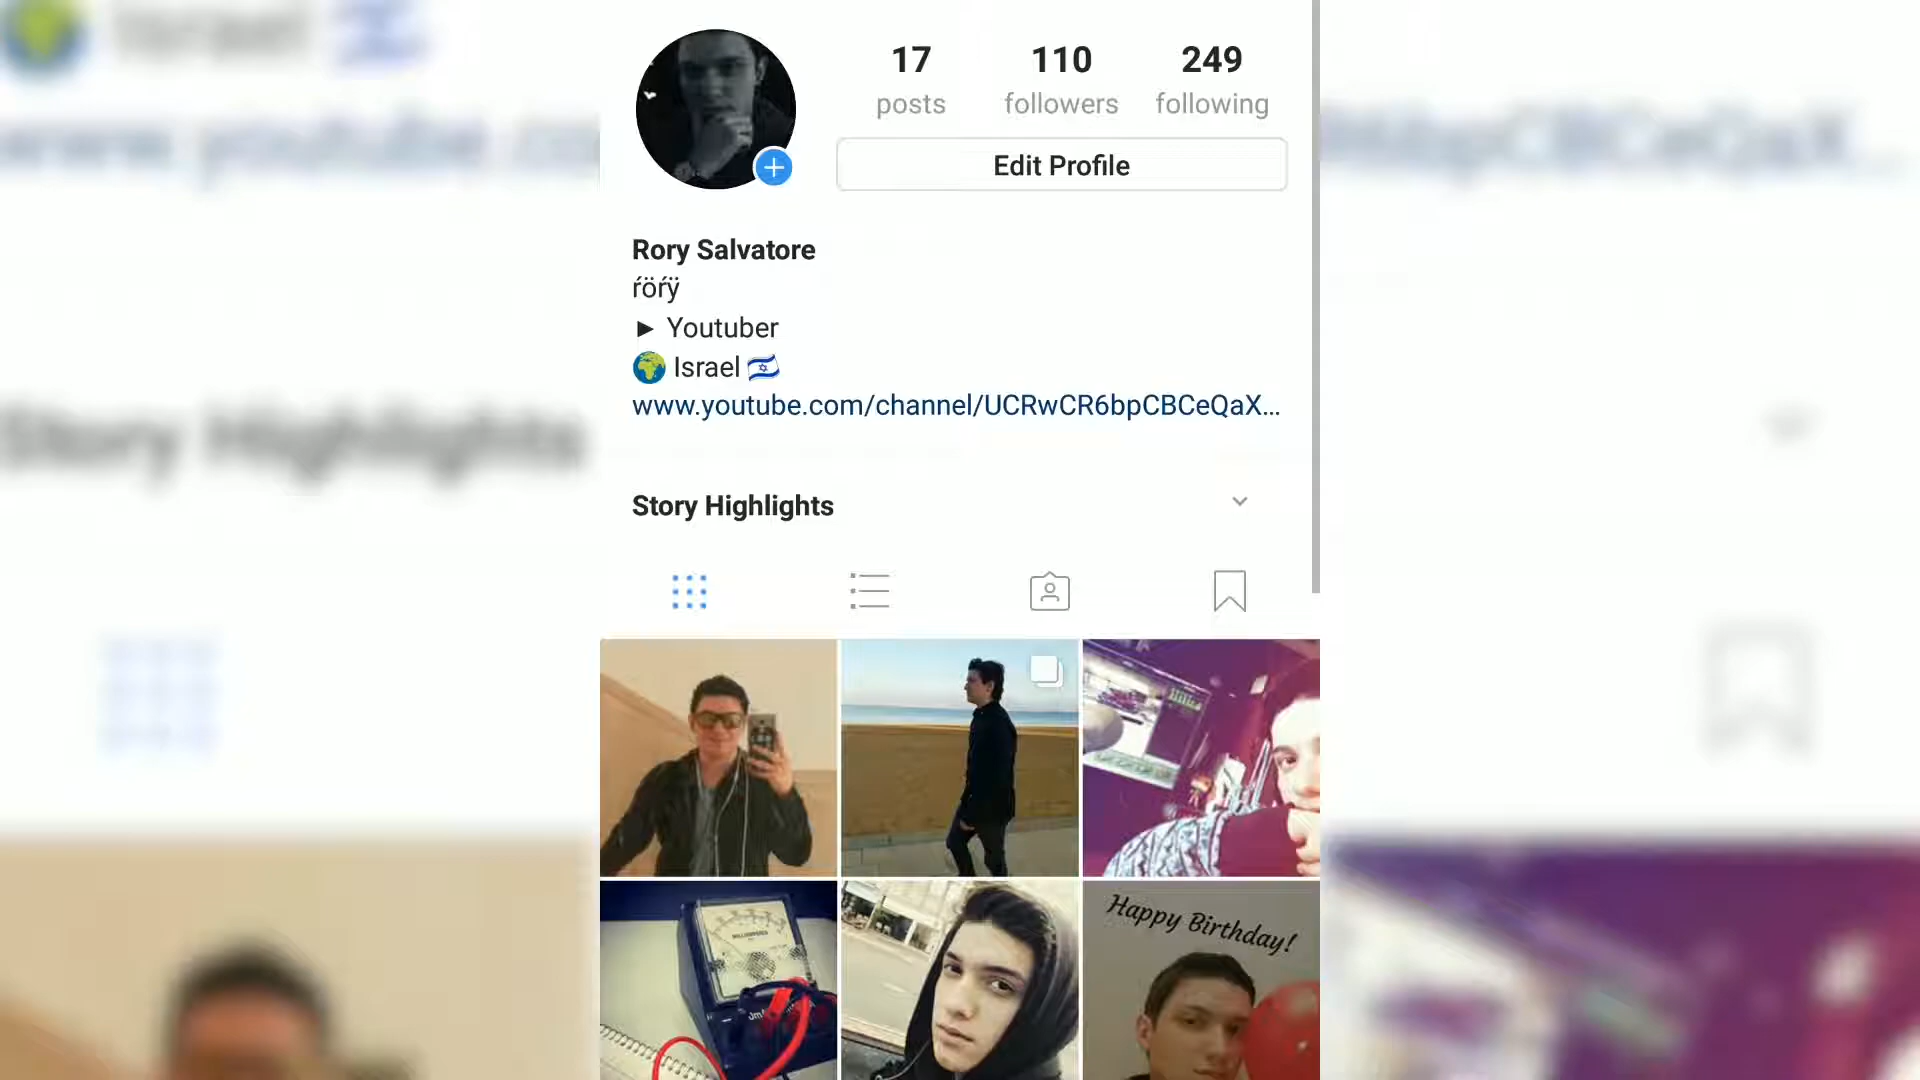 17 110 249
posts followers following
Edit Profile
Rory Salvatore
ŕöŕÿ
► Youtuber
🌍 Israel 🇮🇱
www.youtube.com/channel/UCRwCR6bpCBCeQaX...
Story Highlights
Happy Birthday!